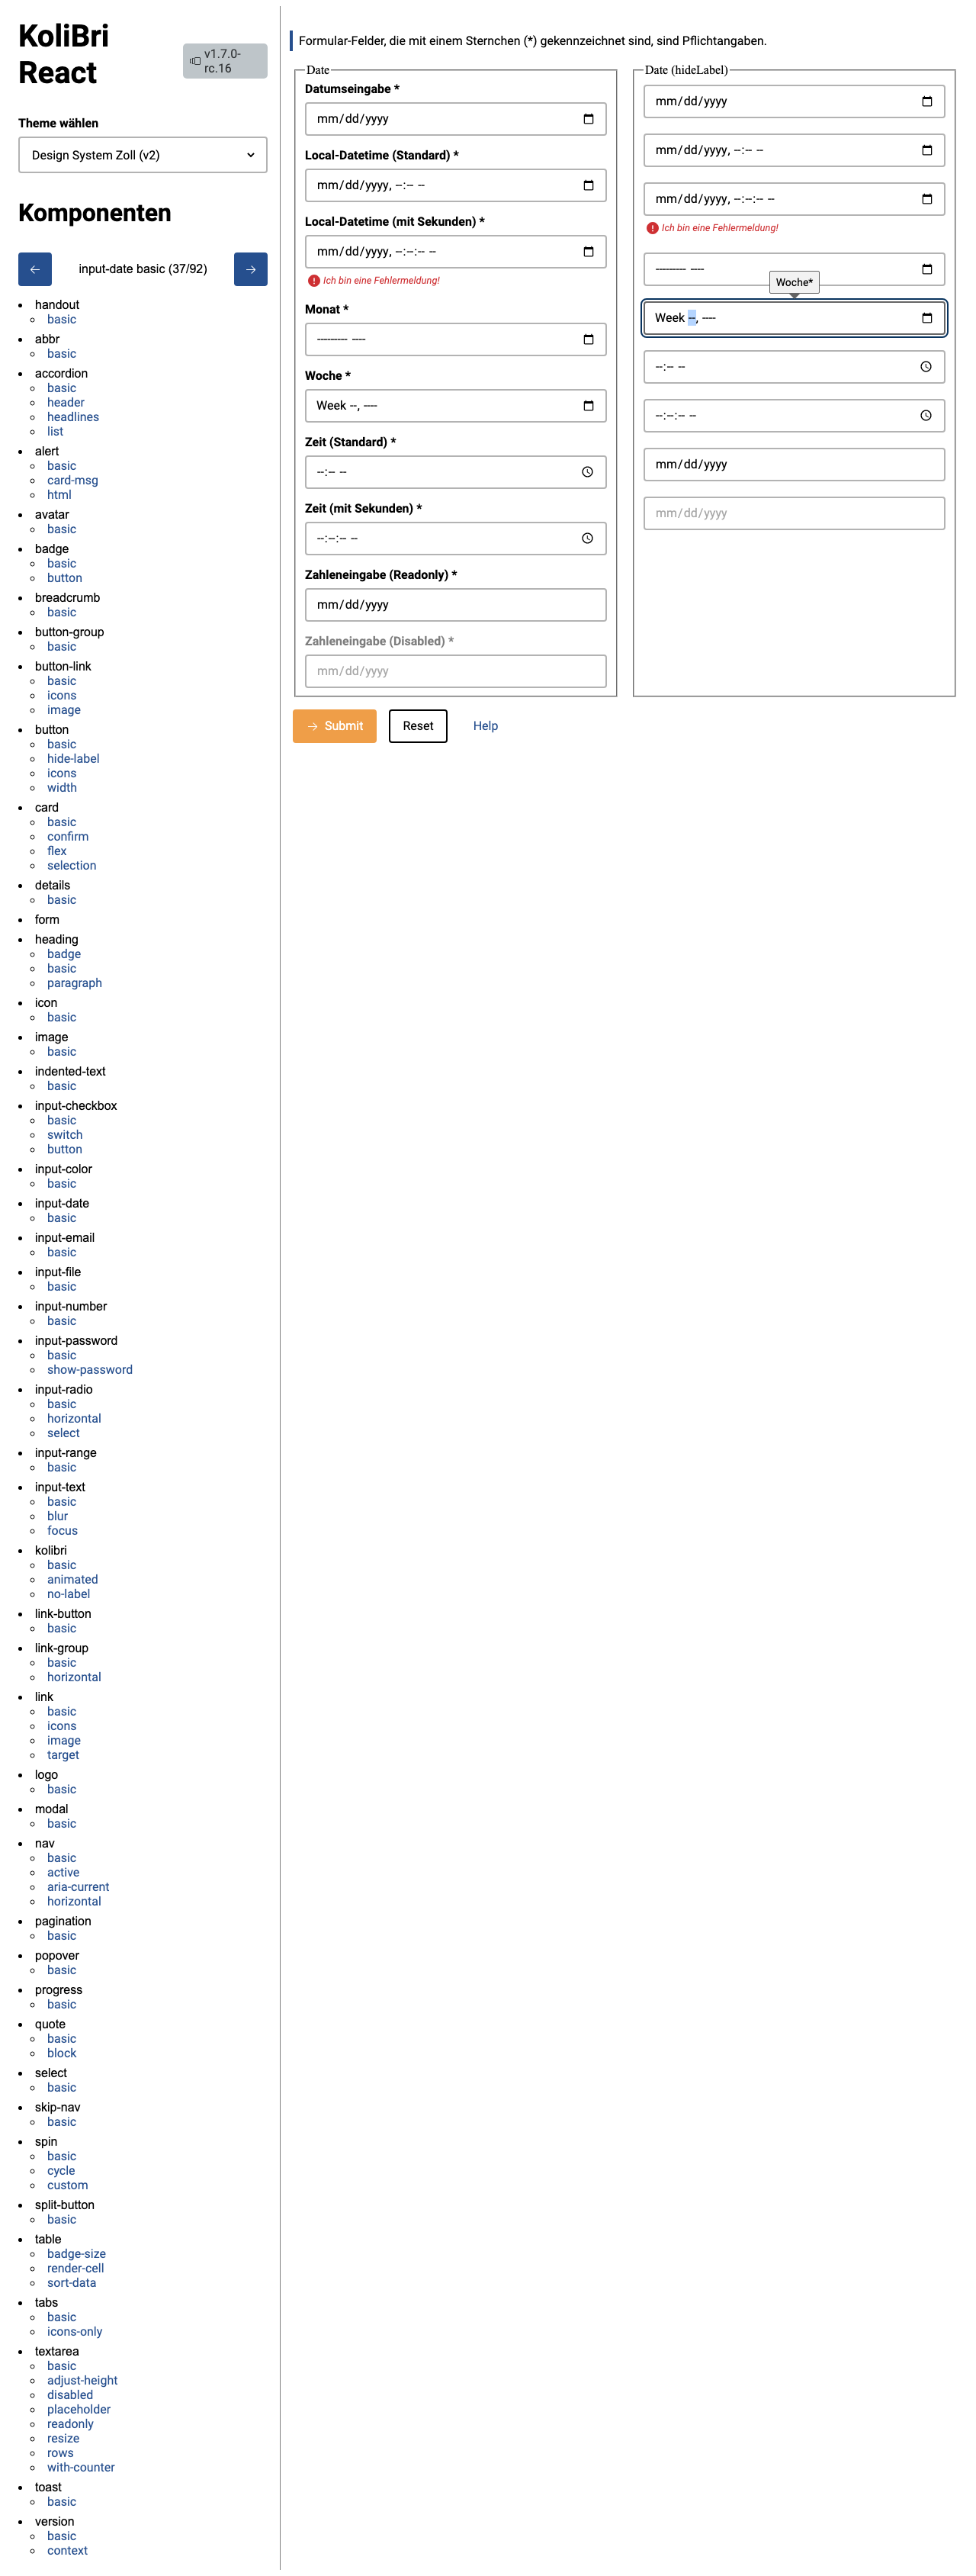 KoliBri
React
v1.7.0-
rc.16
Theme wählen
Design System Zoll (v2)
Komponenten
←
input-date basic (37/92)
→
handout
basic
abbr
basic
accordion
basic
header
headlines
list
alert
basic
card-msg
html
avatar
basic
badge
basic
button
breadcrumb
basic
button-group
basic
button-link
basic
icons
image
button
basic
hide-label
icons
width
card
basic
confirm
flex
selection
details
basic
form
heading
badge
basic
paragraph
icon
basic
image
basic
indented-text
basic
input-checkbox
basic
switch
button
input-color
basic
input-date
basic
input-email
basic
input-file
basic
input-number
basic
input-password
basic
show-password
input-radio
basic
horizontal
select
input-range
basic
input-text
basic
blur
focus
kolibri
basic
animated
no-label
link-button
basic
link-group
basic
horizontal
link
basic
icons
image
target
logo
basic
modal
basic
nav
basic
active
aria-current
horizontal
pagination
basic
popover
basic
progress
basic
quote
basic
block
select
basic
skip-nav
basic
spin
basic
cycle
custom
split-button
basic
table
badge-size
render-cell
sort-data
tabs
basic
icons-only
textarea
basic
adjust-height
disabled
placeholder
readonly
resize
rows
with-counter
toast
basic
version
basic
context
Formular-Felder, die mit einem Sternchen (*) gekennzeichnet sind, sind Pflichtangaben.
Date
Datumseingabe *
mm/dd/yyyy
Local-Datetime (Standard) *
mm/dd/yyyy, --:-- --
Local-Datetime (mit Sekunden) *
mm/dd/yyyy, --:--:-- --
Ich bin eine Fehlermeldung!
Monat *
--------- ----
Woche *
Week --, ----
Zeit (Standard) *
--:-- --
Zeit (mit Sekunden) *
--:--:-- --
Zahleneingabe (Readonly) *
mm/dd/yyyy
Zahleneingabe (Disabled) *
mm/dd/yyyy
Date (hideLabel)
mm/dd/yyyy
mm/dd/yyyy, --:-- --
mm/dd/yyyy, --:--:-- --
Ich bin eine Fehlermeldung!
--------- ----
Woche*
Week --, ----
--:-- --
--:--:-- --
mm/dd/yyyy
mm/dd/yyyy
→ Submit
Reset
Help